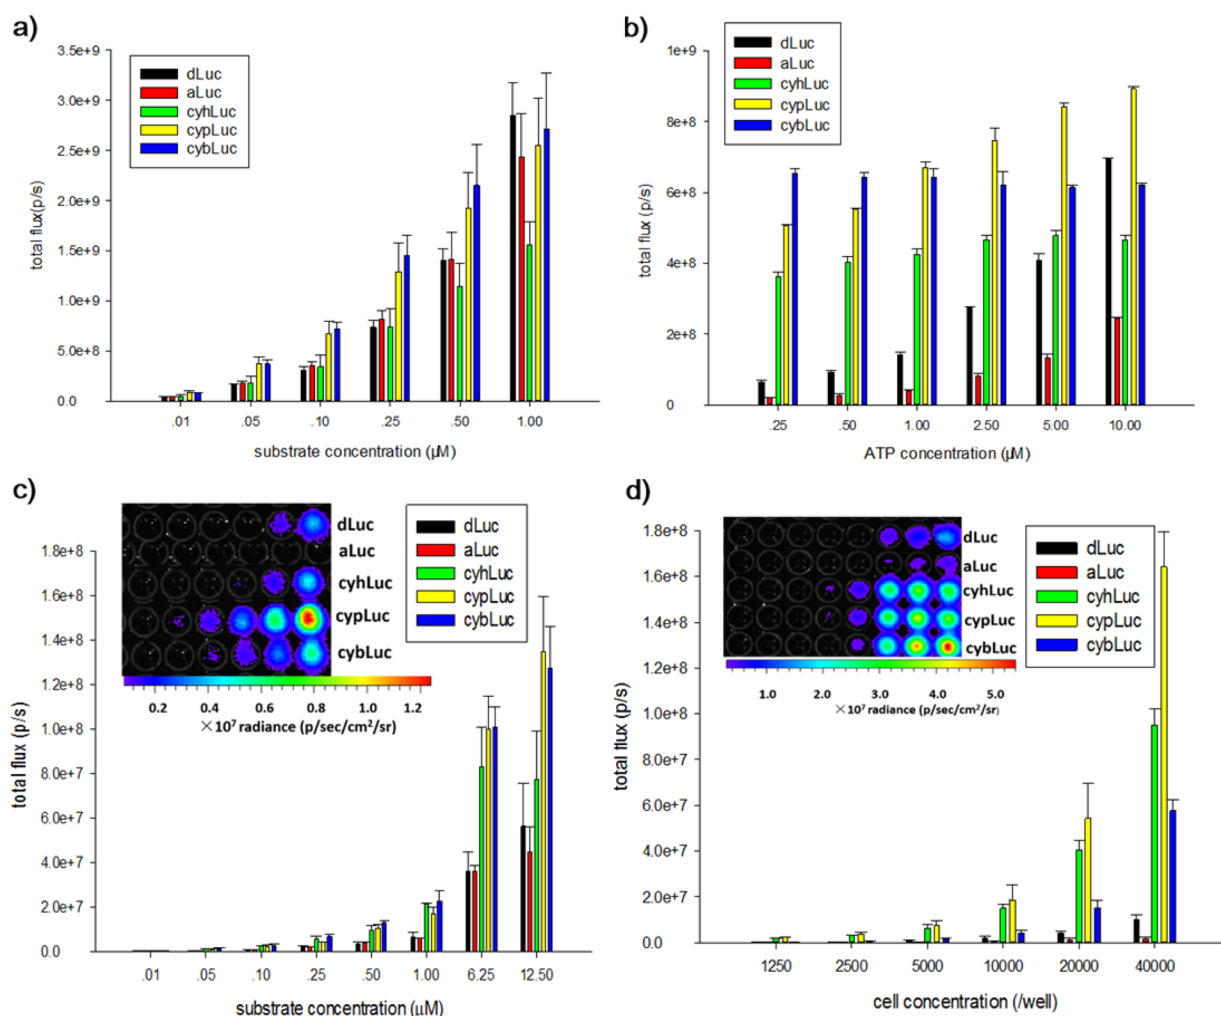 a)
3.5e+9
3.0e+9
2.5e+9
2.0e+9
1.5e+9
1.0e+9
5.0e+8
0.0
total flux(p/s)
dLuc
aLuc
cyhLuc
cypLuc
cybLuc
.01 .05 .10 .25 .50 1.00
substrate concentration (μM)
b)
1e+9
8e+8
6e+8
4e+8
2e+8
0
total flux (p/s)
dLuc
aLuc
cyhLuc
cypLuc
cybLuc
.25 .50 1.00 2.50 5.00 10.00
ATP concentration (μM)
c)
1.8e+8
1.6e+8
1.4e+8
1.2e+8
1.0e+8
8.0e+7
6.0e+7
4.0e+7
2.0e+7
0.0
total flux (p/s)
dLuc
aLuc
cyhLuc
cypLuc
cybLuc
0.2 0.4 0.6 0.8 1.0 1.2
×10⁷ radiance (p/sec/cm²/sr)
dLuc
aLuc
cyhLuc
cypLuc
cybLuc
.01 .05 .10 .25 .50 1.00 6.25 12.50
substrate concentration (μM)
d)
1.8e+8
1.6e+8
1.4e+8
1.2e+8
1.0e+8
8.0e+7
6.0e+7
4.0e+7
2.0e+7
0.0
total flux (p/s)
dLuc
aLuc
cyhLuc
cypLuc
cybLuc
1.0 2.0 3.0 4.0 5.0
×10⁷ radiance (p/sec/cm²/sr)
dLuc
aLuc
cyhLuc
cypLuc
cybLuc
1250 2500 5000 10000 20000 40000
cell concentration (/well)